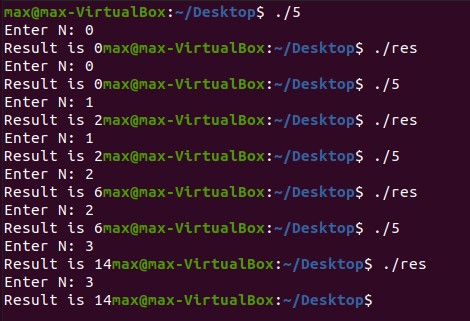 max@max-VirtualBox:~/Desktop$ ./5
Enter N: 0
Result is 0max@max-VirtualBox:~/Desktop$ ./res
Enter N: 0
Result is 0max@max-VirtualBox:~/Desktop$ ./5
Enter N: 1
Result is 2max@max-VirtualBox:~/Desktop$ ./res
Enter N: 1
Result is 2max@max-VirtualBox:~/Desktop$ ./5
Enter N: 2
Result is 6max@max-VirtualBox:~/Desktop$ ./res
Enter N: 2
Result is 6max@max-VirtualBox:~/Desktop$ ./5
Enter N: 3
Result is 14max@max-VirtualBox:~/Desktop$ ./res
Enter N: 3
Result is 14max@max-VirtualBox:~/Desktop$